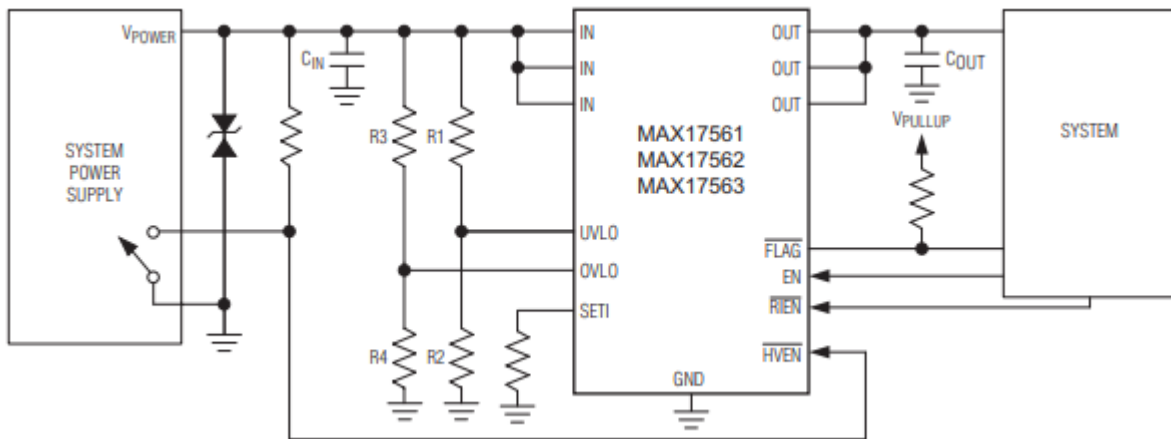 VPOWER
SYSTEM
POWER
SUPPLY
CIN
R3
R1
R4
R2
IN
IN
IN
UVLO
OVLO
SETI
MAX17561
MAX17562
MAX17563
GND
OUT
OUT
OUT
FLAG
EN
RIEN
HVEN
COUT
VPULLUP
SYSTEM